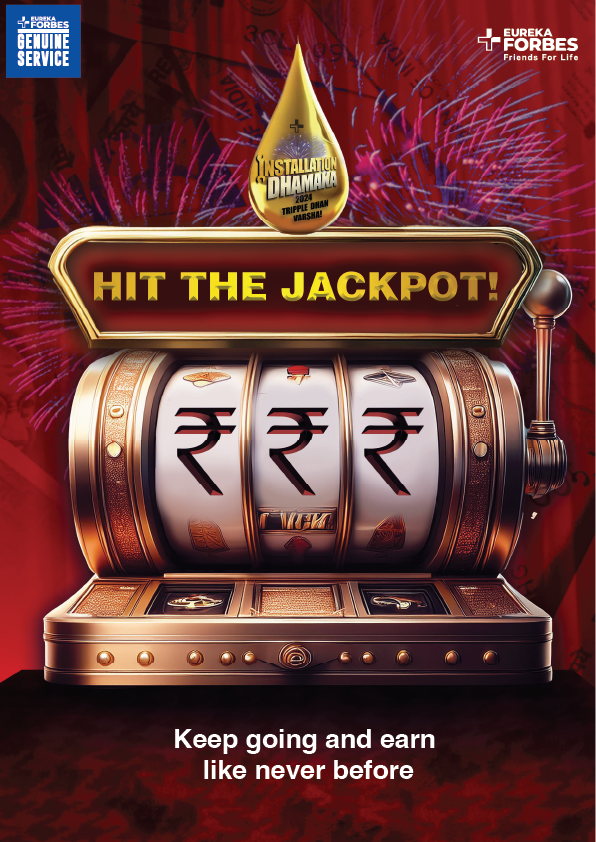 EUREKA
FORBES
GENUINE
SERVICE
EUREKA
FORBES
Friends For Life
INSTALLATION
DHAMAKA
2024
TRIPPLE DHAN
VARSHA!
HIT THE JACKPOT!
₹ ₹ ₹
Keep going and earn
like never before